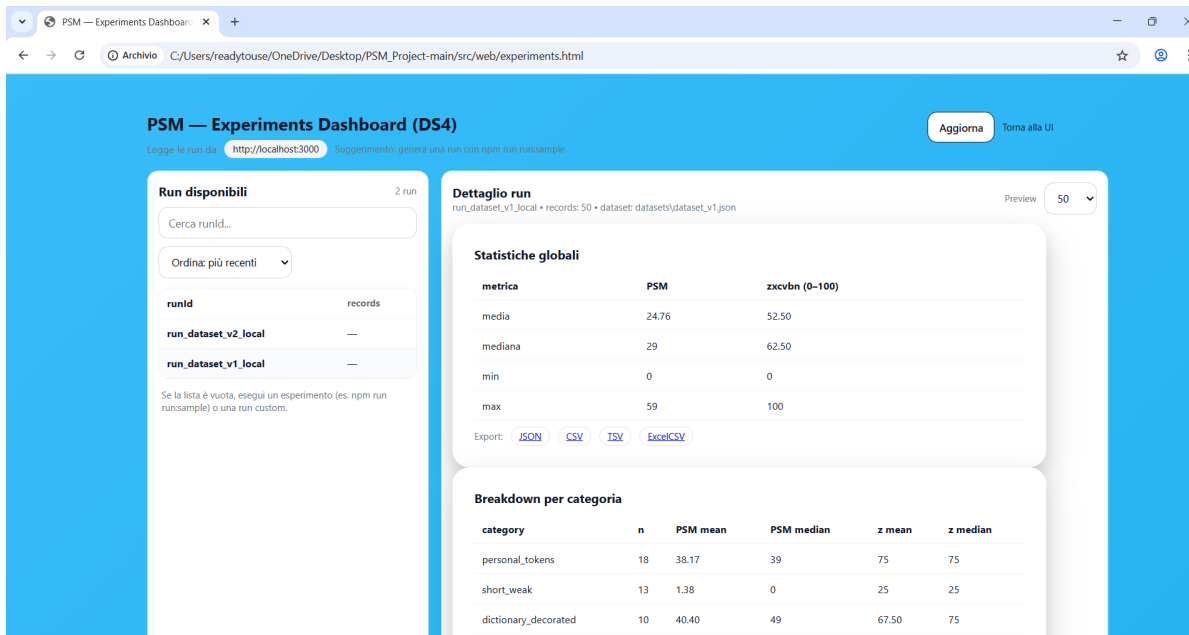 PSM — Experiments Dashboard
Archivo C:/Users/readytouse/OneDrive/Desktop/PSM_Project-main/src/web/experiments.html
PSM — Experiments Dashboard (DS4)
Aggiorna Torna alla UI
Legge le run da http://localhost:3000 Suggerimento: genera una run con npm run run:sample
Run disponibili 2 run
Cerca runId...
Ordina: più recenti
runId records
run_dataset_v2_local —
run_dataset_v1_local —
Se la lista è vuota, esegui un esperimento (es. npm run
run:sample) o una run custom.
Dettaglio run
run_dataset_v1_local • records: 50 • dataset: datasets\dataset_v1.json
Preview 50
Statistiche globali
metrica PSM zxcvbn (0–100)
media 24.76 52.50
mediana 29 62.50
min 0 0
max 59 100
Export: JSON CSV TSV ExcelCSV
Breakdown per categoria
category n PSM mean PSM median z mean z median
personal_tokens 18 38.17 39 75 75
short_weak 13 1.38 0 25 25
dictionary_decorated 10 40.40 49 67.50 75